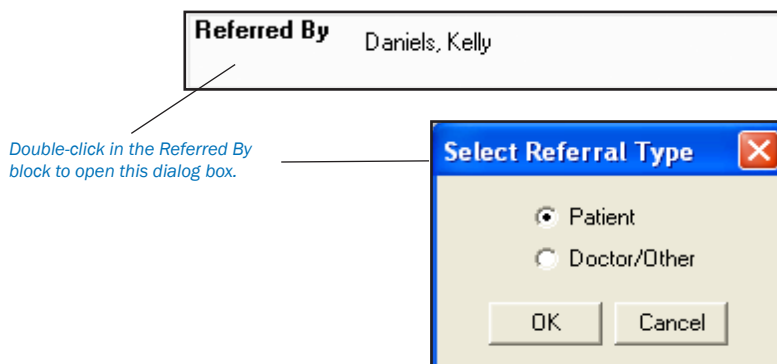 Referred By Daniels, Kelly
Double-click in the Referred By
block to open this dialog box.
Select Referral Type
Patient
Doctor/Other
OK Cancel